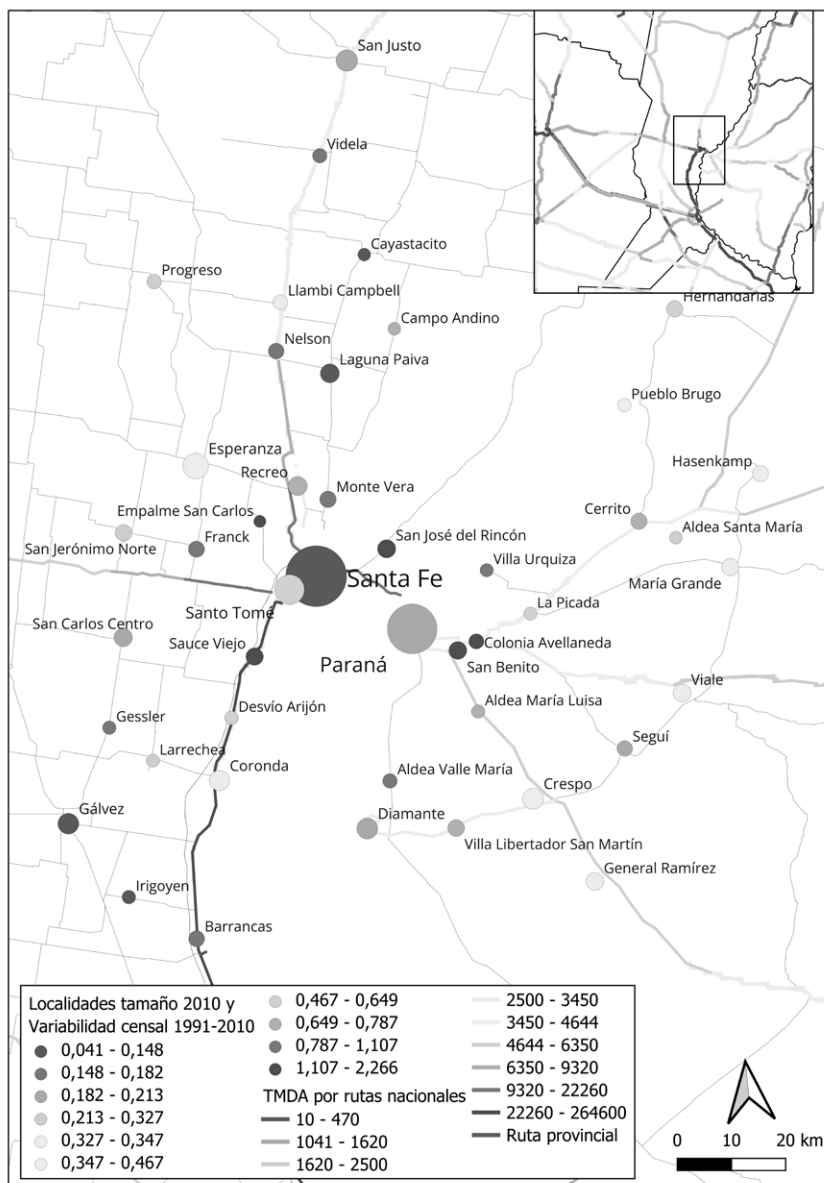 San Justo
Videla
Cayastacito
Progreso
Llambi Campbell
Hernandarias
Campo Andino
Nelson
Laguna Paiva
Pueblo Brugo
Esperanza
Hasenkamp
Recreo
Monte Vera
Empalme San Carlos
Cerrito
San José del Rincón
Aldea Santa María
Franck
San Jerónimo Norte
Villa Urquiza
María Grande
Santa Fe
La Picada
Santo Tomé
San Carlos Centro
Sauce Viejo
Colonia Avellaneda
Paraná
San Benito
Viale
Aldea María Luisa
Gessler
Desvío Arijón
Seguí
Larrechea
Coronda
Aldea Valle María
Crespo
Gálvez
Diamante
Villa Libertador San Martín
General Ramírez
Irigoyen
Barrancas
Localidades tamaño 2010 y
Variabilidad censal 1991-2010
0,041 - 0,148
0,148 - 0,182
0,182 - 0,213
0,213 - 0,327
0,327 - 0,347
0,347 - 0,467
0,467 - 0,649
0,649 - 0,787
0,787 - 1,107
1,107 - 2,266
TMDA por rutas nacionales
10 - 470
1041 - 1620
1620 - 2500
2500 - 3450
3450 - 4644
4644 - 6350
6350 - 9320
9320 - 22260
22260 - 264600
Ruta provincial
0 10 20 km